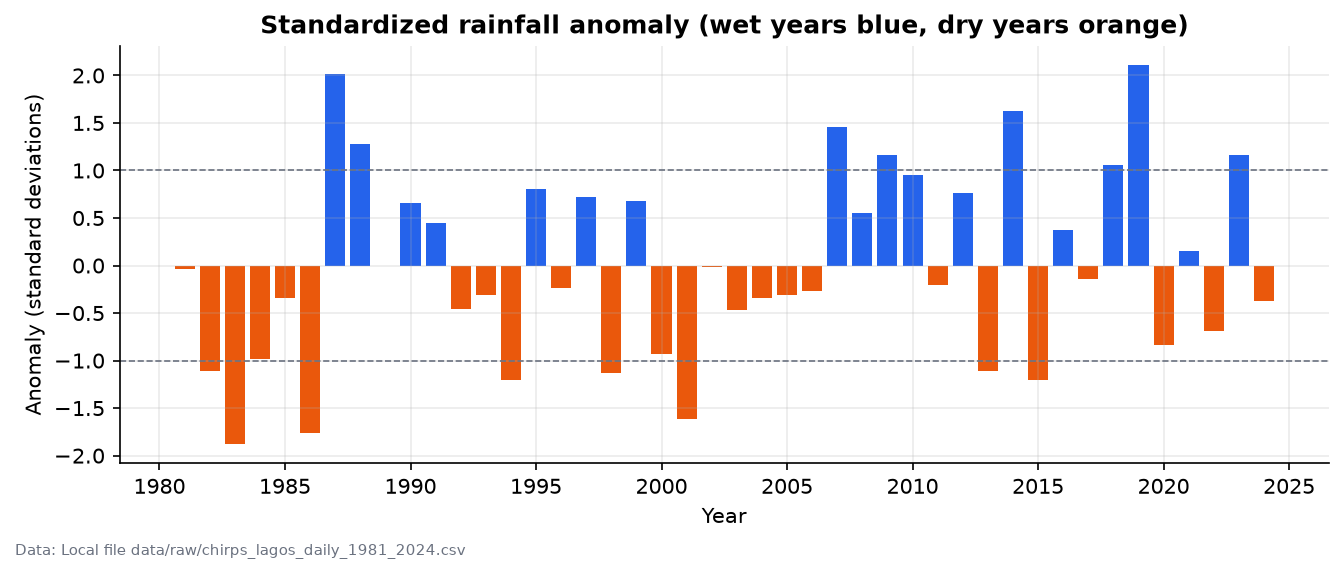 Standardized rainfall anomaly (wet years blue, dry years orange)
Anomaly (standard deviations)
2.0
1.5
1.0
0.5
0.0
−0.5
−1.0
−1.5
−2.0
1980 1985 1990 1995 2000 2005 2010 2015 2020 2025
Year
Data: Local file data/raw/chirps_lagos_daily_1981_2024.csv